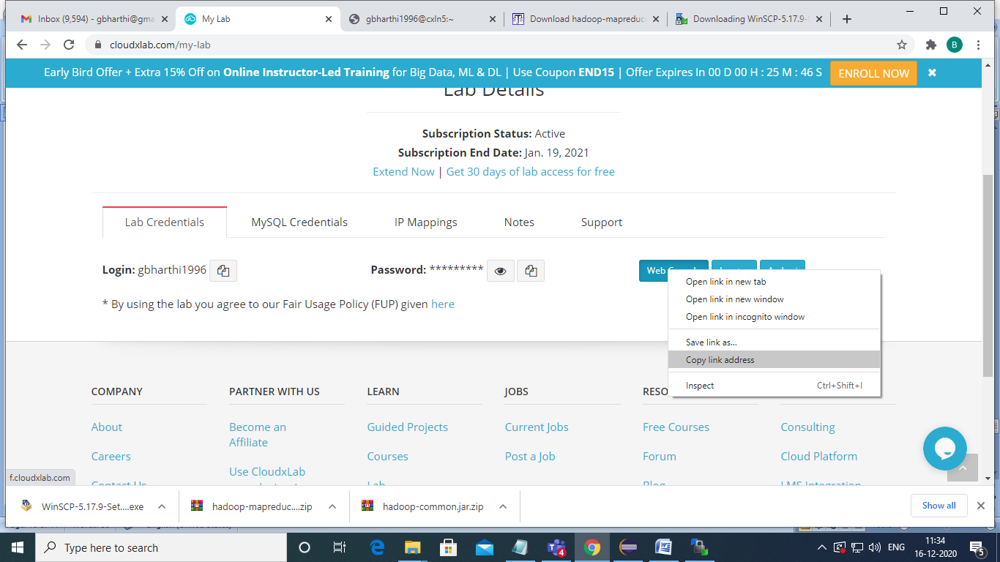 Inbox (9,594) - gbharthi@gma
My Lab
gbharthi1996@cxln5:~
Download hadoop-mapreduc
Downloading WinSCP-5.17.9-
cloudxlab.com/my-lab
B
Early Bird Offer + Extra 15% Off on Online Instructor-Led Training for Big Data, ML & DL | Use Coupon END15 | Offer Expires In 00 D 00 H : 25 M : 46 S
ENROLL NOW
Lab Details
Subscription Status: Active
Subscription End Date: Jan. 19, 2021
Extend Now | Get 30 days of lab access for free
Lab Credentials
MySQL Credentials
IP Mappings
Notes
Support
Login: gbharthi1996
Password: *********
Web
* By using the lab you agree to our Fair Usage Policy (FUP) given here
Open link in new tab
Open link in new window
Open link in incognito window
Save link as...
Copy link address
Inspect Ctrl+Shift+I
COMPANY
PARTNER WITH US
LEARN
JOBS
RESO
About
Become an
Affiliate
Guided Projects
Current Jobs
Free Courses
Consulting
Careers
Use CloudxLab
Courses
Post a Job
Forum
Cloud Platform
Contact Us
Lab
Blog
LMS Integration
f.cloudxlab.com
WinSCP-5.17.9-Set....exe
hadoop-mapreduc....zip
hadoop-common.jar.zip
Show all
Type here to search
4
ENG
11:34
16-12-2020
5